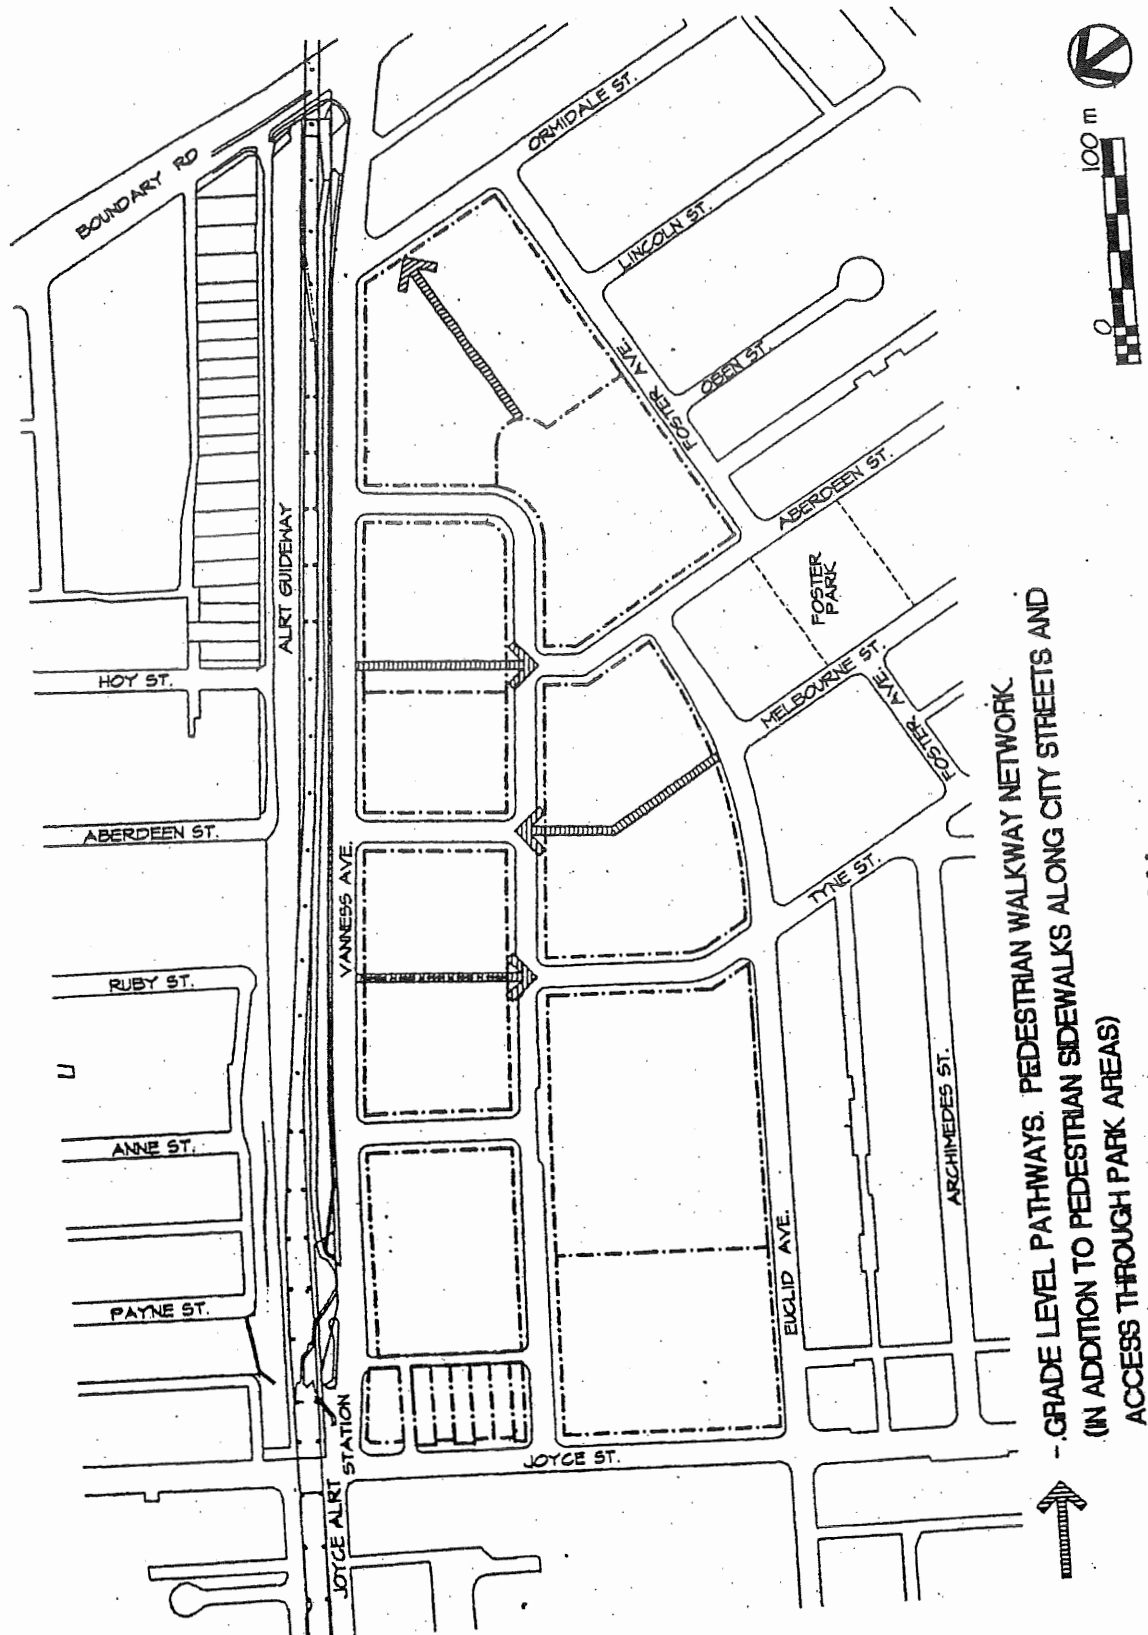 BOUNDARY RD
ORMIDALE ST.
LINCOLN ST.
OBEN ST.
FOSTER AVE.
ABERDEEN ST.
FOSTER
PARK
MELBOURNE ST.
FOSTER AVE.
ALRT GUIDEWAY
HOY ST.
ABERDEEN ST.
VANNESS AVE.
TYNE ST.
RUBY ST.
ANNE ST.
ARCHIMEDES ST.
PAYNE ST.
EUCLID AVE.
JOYCE ALRT
STATION
JOYCE ST.
0 100 m
- GRADE LEVEL PATHWAYS. PEDESTRIAN WALKWAY NETWORK.
(IN ADDITION TO PEDESTRIAN SIDEWALKS ALONG CITY STREETS AND
ACCESS THROUGH PARK AREAS)